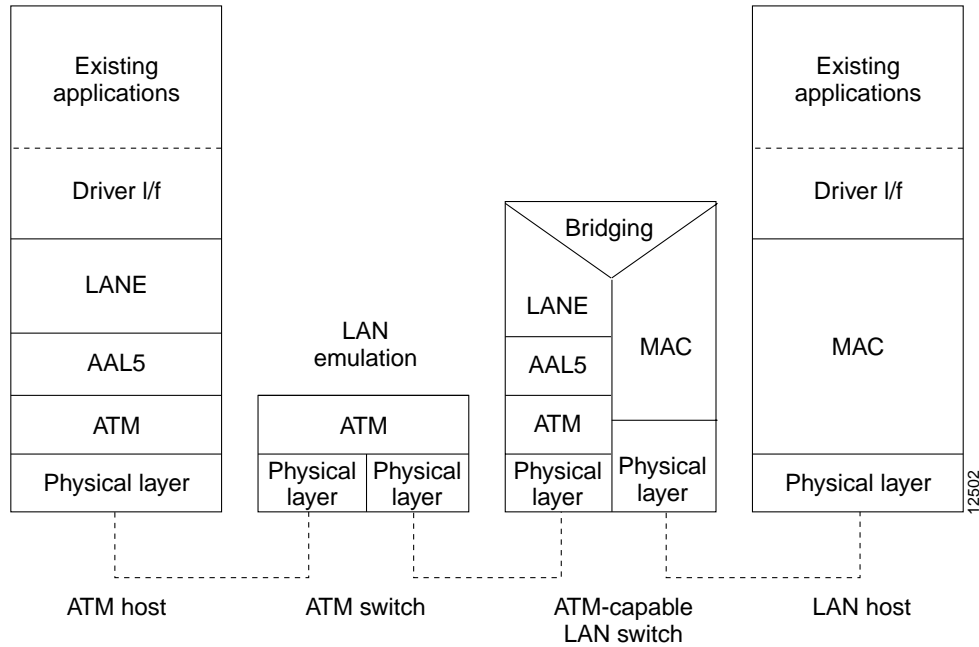 Existing
applications
Driver I/f
LANE
AAL5
ATM
Physical layer
ATM host
LAN
emulation
ATM
Physical
layer
Physical
layer
ATM switch
Bridging
LANE
AAL5
ATM
Physical
layer
MAC
Physical
layer
ATM-capable
LAN switch
Existing
applications
Driver I/f
MAC
Physical layer
LAN host
12502